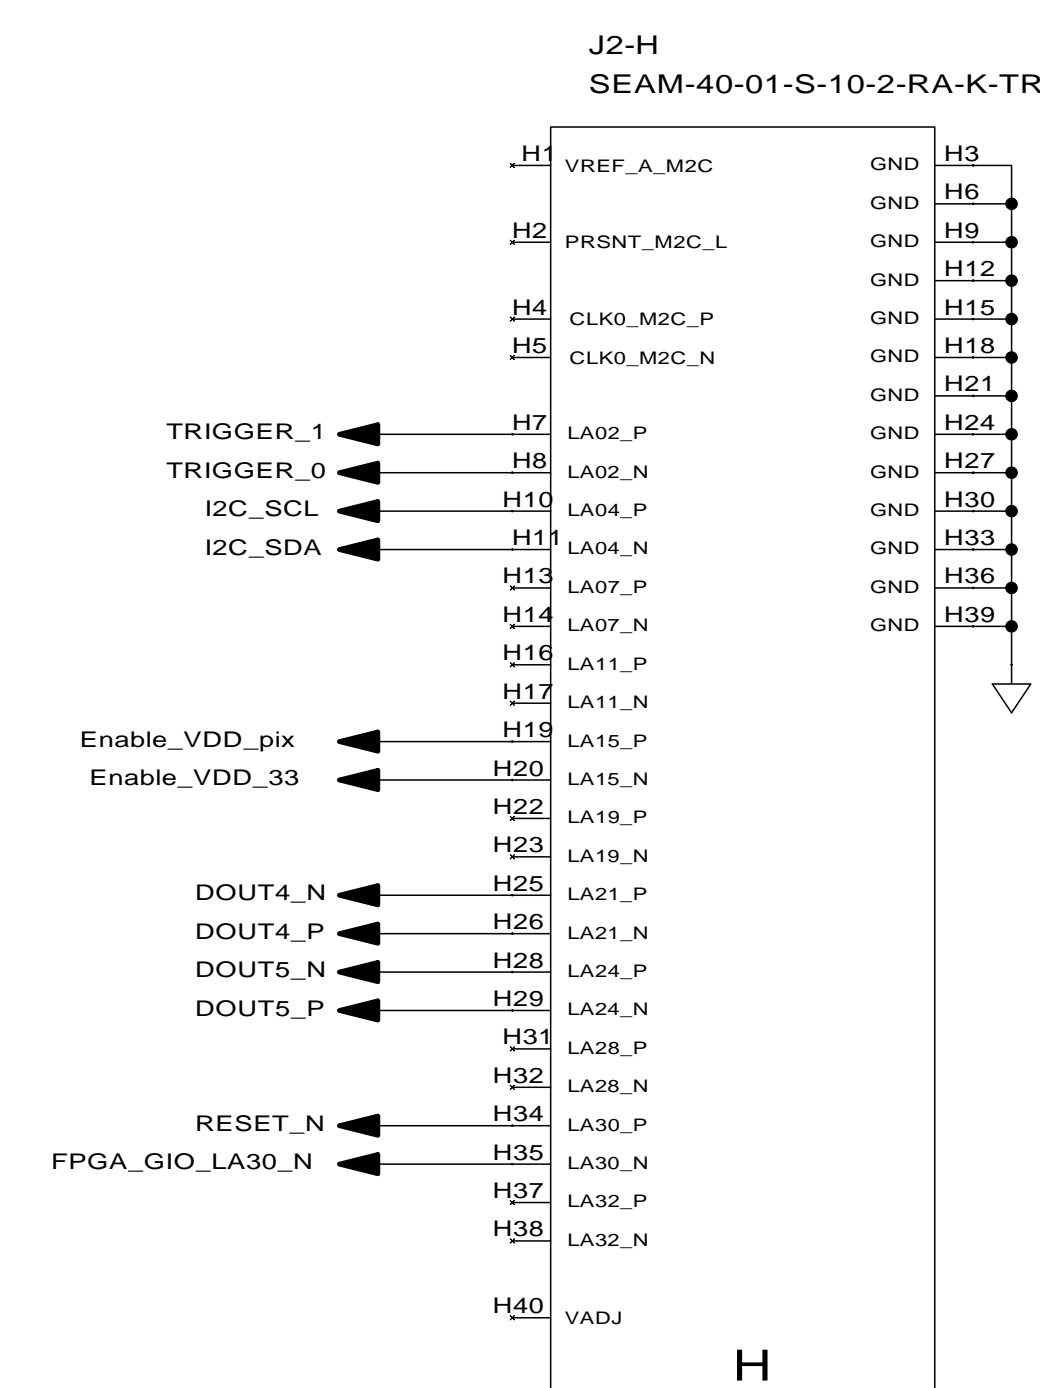 J2-H
SEAM-40-01-S-10-2-RA-K-TR
H1 VREF_A_M2C GND H3
GND H6
H2 PRSNT_M2C_L GND H9
GND H12
H4 CLK0_M2C_P GND H15
H5 CLK0_M2C_N GND H18
GND H21
TRIGGER_1 H7 LA02_P GND H24
TRIGGER_0 H8 LA02_N GND H27
I2C_SCL H10 LA04_P GND H30
I2C_SDA H11 LA04_N GND H33
H13 LA07_P GND H36
H14 LA07_N GND H39
H16 LA11_P
H17 LA11_N
Enable_VDD_pix H19 LA15_P
Enable_VDD_33 H20 LA15_N
H22 LA19_P
H23 LA19_N
DOUT4_N H25 LA21_P
DOUT4_P H26 LA21_N
DOUT5_N H28 LA24_P
DOUT5_P H29 LA24_N
H31 LA28_P
H32 LA28_N
RESET_N H34 LA30_P
FPGA_GIO_LA30_N H35 LA30_N
H37 LA32_P
H38 LA32_N
H40 VADJ
H